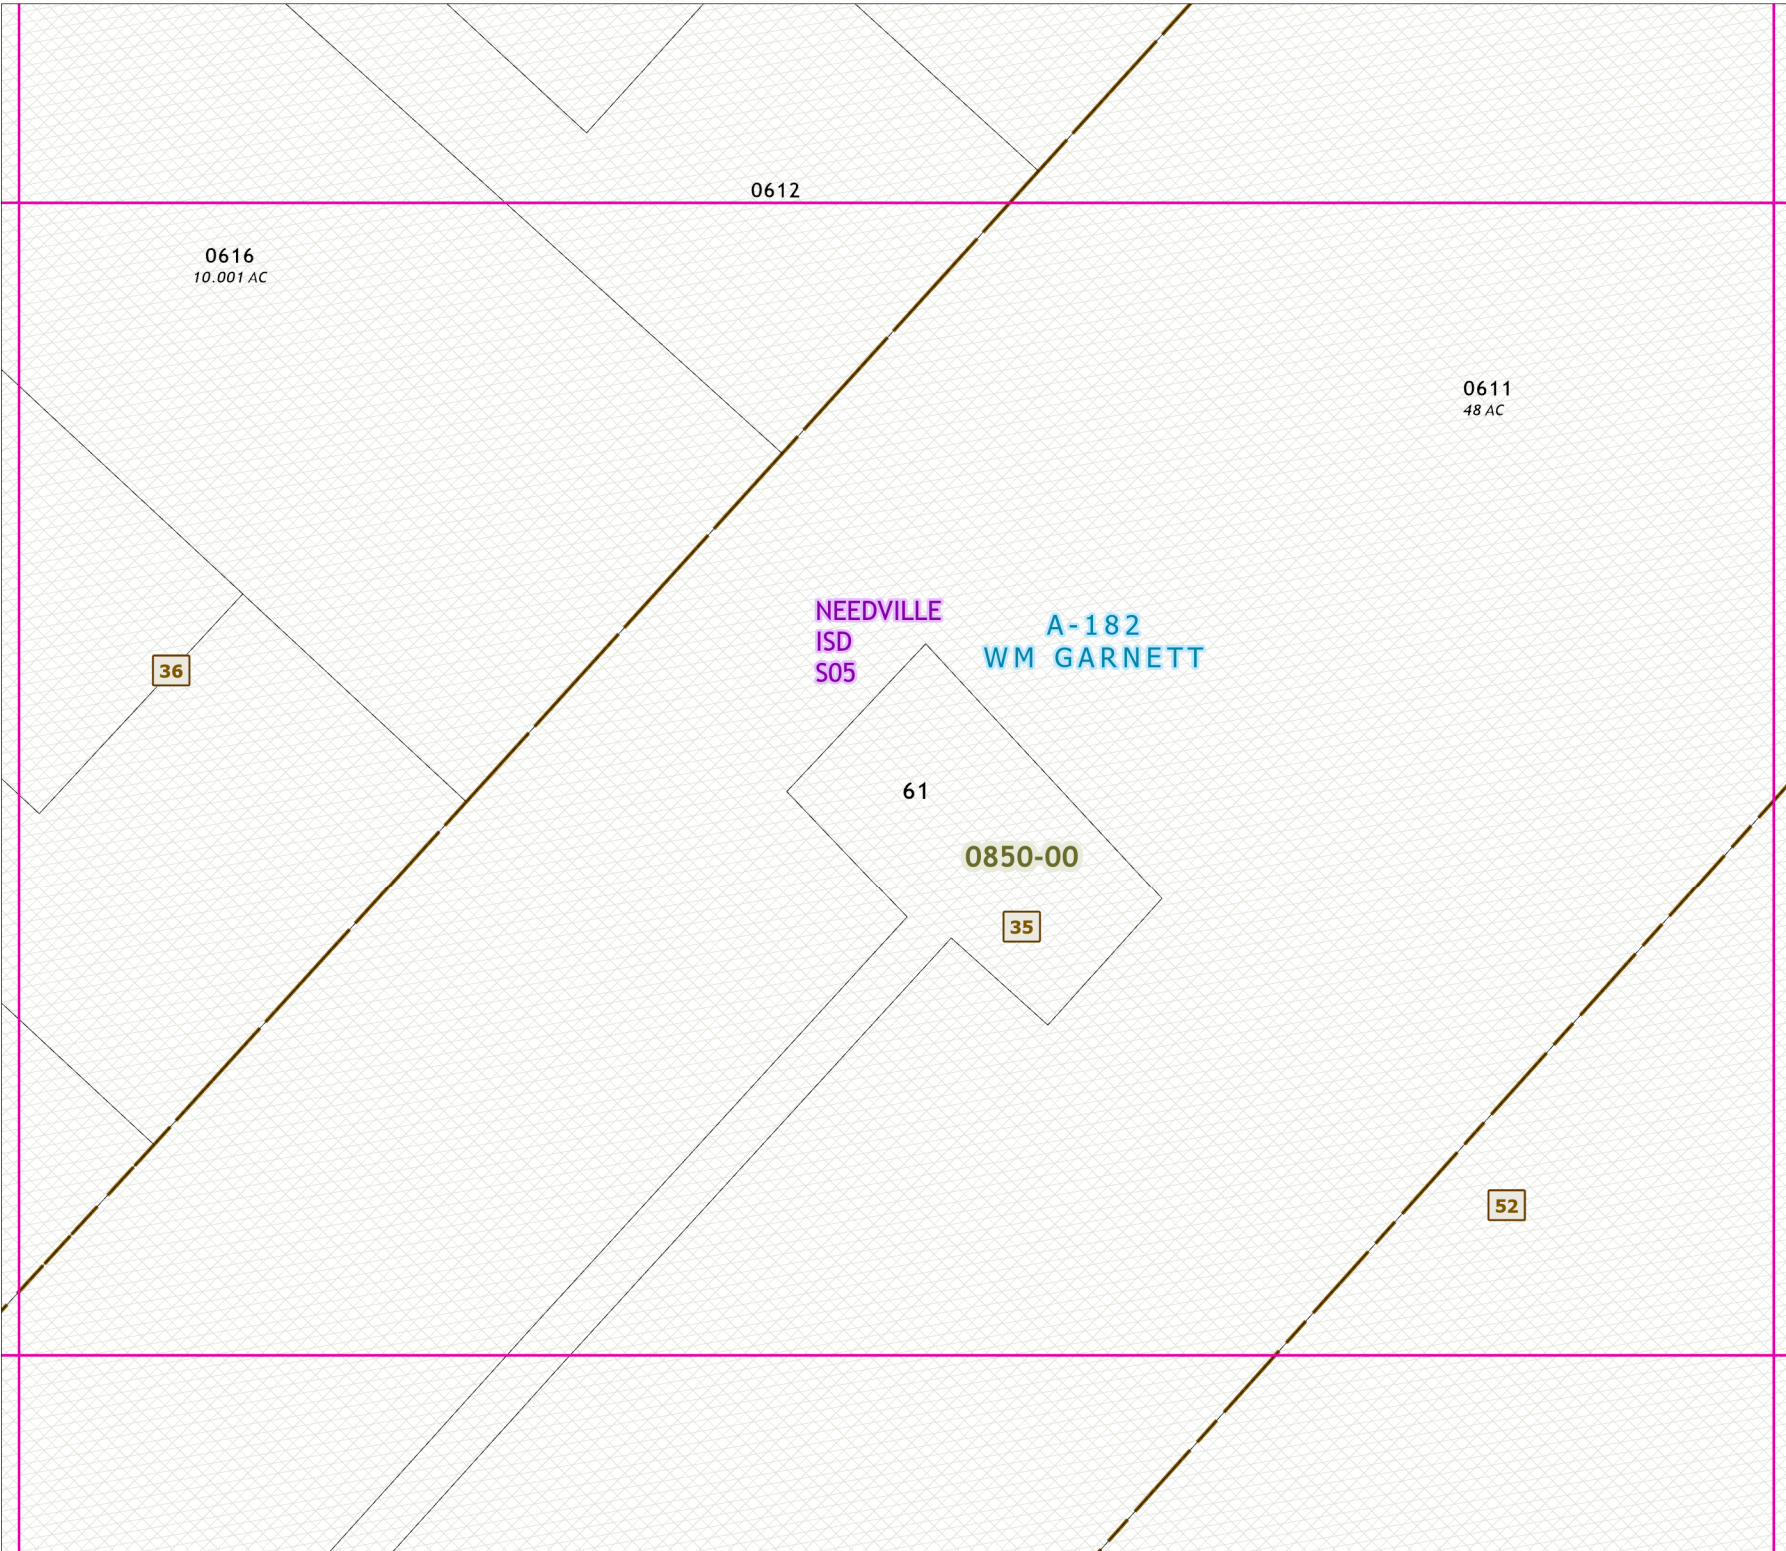 0612
0616
10.001 AC
0611
48 AC
NEEDVILLE
ISD
S05
A-182
WM GARNETT
36
61
0850-00
35
52